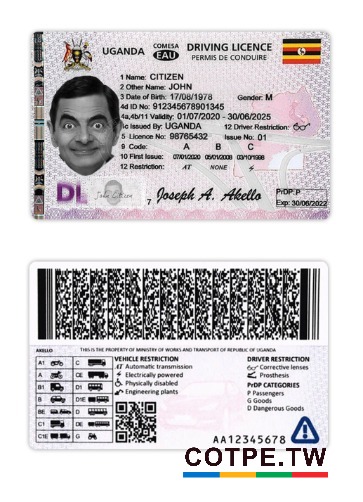 UGANDA COMESA EAU DRIVING LICENCE
PERMIS DE CONDUIRE
1 Name: CITIZEN
2 Other Name: JOHN
3 Date of Birth: 17/08/1978 Gender: M
4d ID No: 912345678901345
4a,4b/11 Validity: 01/07/2020 - 30/06/2025
4c Issued By: UGANDA 12 Driver Restriction:
5 Licence No: 98765432 Issue No: 01
9 Code: A B C
10 First Issue: 07/01/2020 05/01/2008 03/10/1998
12 Restriction: AT NONE
DL John Citizen
7 Joseph A. Akello
PrDP: P
Exp: 30/06/2022
AKELLO THIS IS THE PROPERTY OF MINISTRY OF WORKS AND TRANSPORT OF REPUBLIC OF UGANDA
A1 C
A CE
B1 D1
B D1E
BE D
C1 DE
C1E G
VEHICLE RESTRICTION
AT Automatic transmission
Electrically powered
Physically disabled
Engineering plants
DRIVER RESTRICTION
Corrective lenses
Prosthesis
PrDP CATEGORIES
P Passengers
G Goods
D Dangerous Goods
AA12345678
COTPE.TW